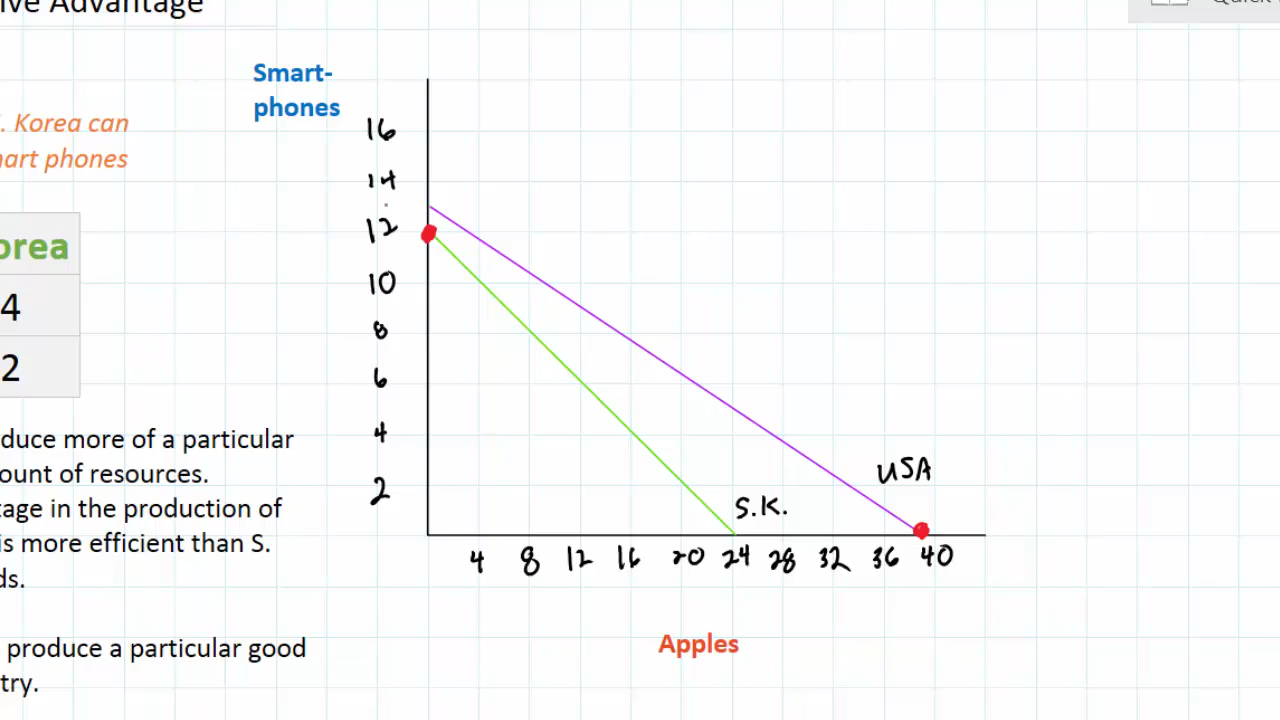 ive Advantage
Quick
Smart-
phones
. Korea can
nart phones
orea
4
2
duce more of a particular
ount of resources.
tage in the production of
is more efficient than S.
ds.
produce a particular good
try.
16
14
12
10
8
6
4
2
USA
S.K.
4 8 12 16 20 24 28 32 36 40
Apples